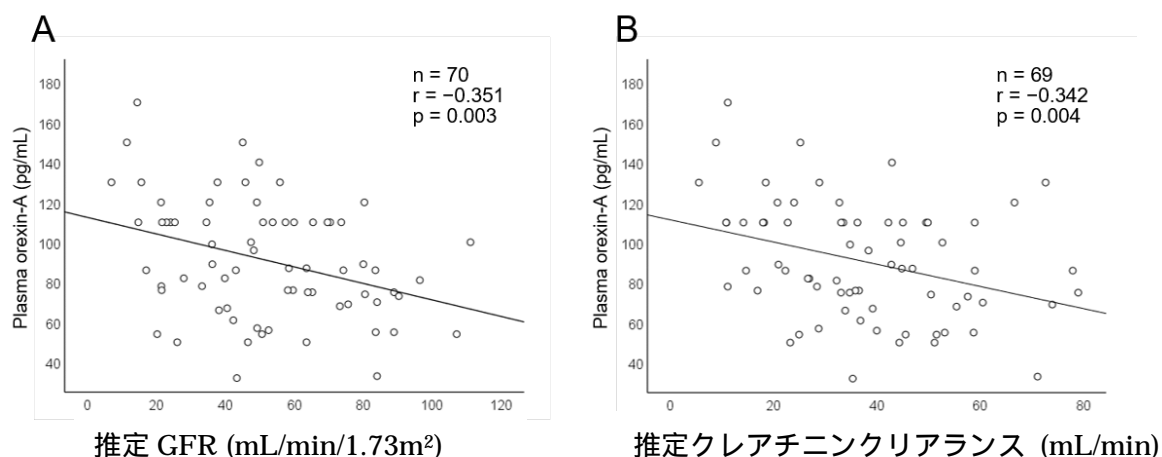 A
Plasma orexin-A (pg/mL)
180
160
140
120
100
80
60
40
n = 70
r = −0.351
p = 0.003
0 20 40 60 80 100 120
推定 GFR (mL/min/1.73m²)
B
Plasma orexin-A (pg/mL)
180
160
140
120
100
80
60
40
n = 69
r = −0.342
p = 0.004
0 20 40 60 80
推定クレアチニンクリアランス (mL/min)